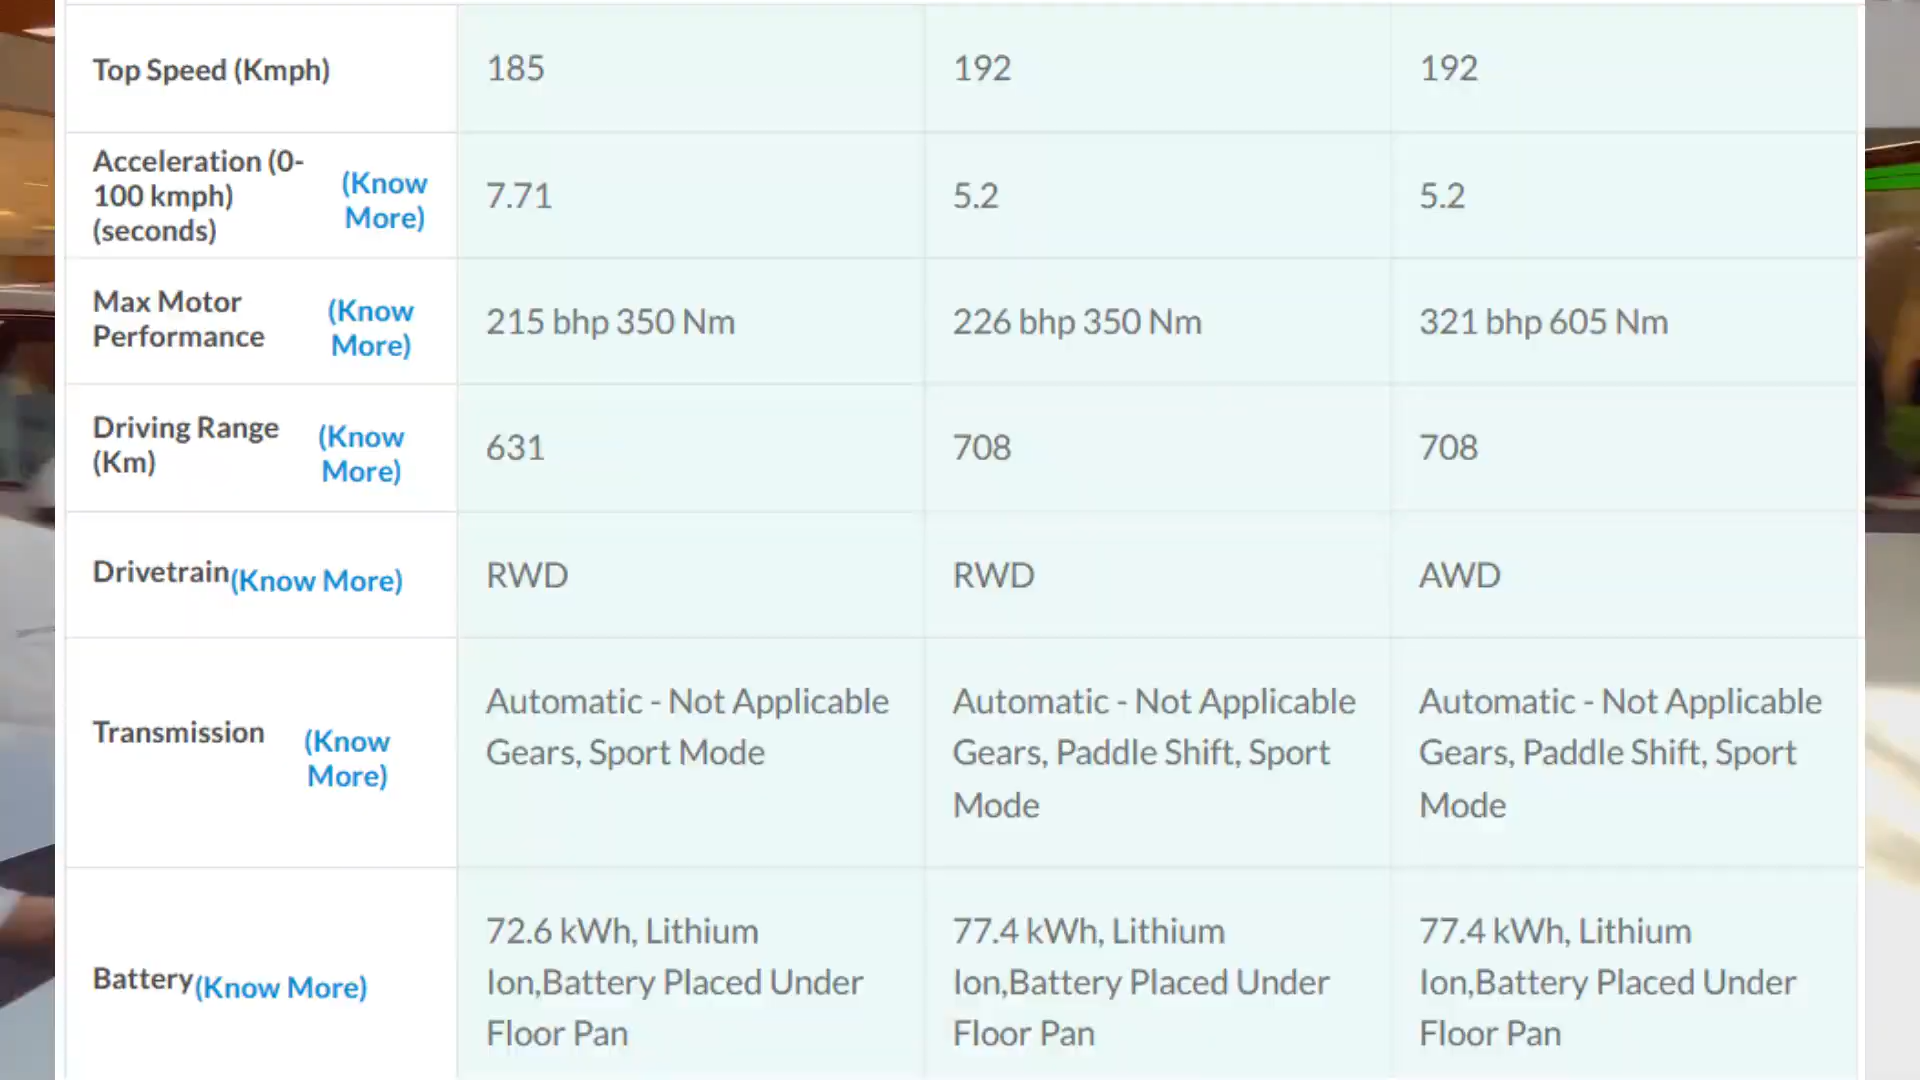 Top Speed (Kmph)
185
192
192
Acceleration (0-
100 kmph)
(seconds)
(Know
More)
7.71
5.2
5.2
Max Motor
Performance
(Know
More)
215 bhp 350 Nm
226 bhp 350 Nm
321 bhp 605 Nm
Driving Range
(Km)
(Know
More)
631
708
708
Drivetrain(Know More)
RWD
RWD
AWD
Transmission
(Know
More)
Automatic - Not Applicable
Gears, Sport Mode
Automatic - Not Applicable
Gears, Paddle Shift, Sport
Mode
Automatic - Not Applicable
Gears, Paddle Shift, Sport
Mode
Battery(Know More)
72.6 kWh, Lithium
Ion,Battery Placed Under
Floor Pan
77.4 kWh, Lithium
Ion,Battery Placed Under
Floor Pan
77.4 kWh, Lithium
Ion,Battery Placed Under
Floor Pan